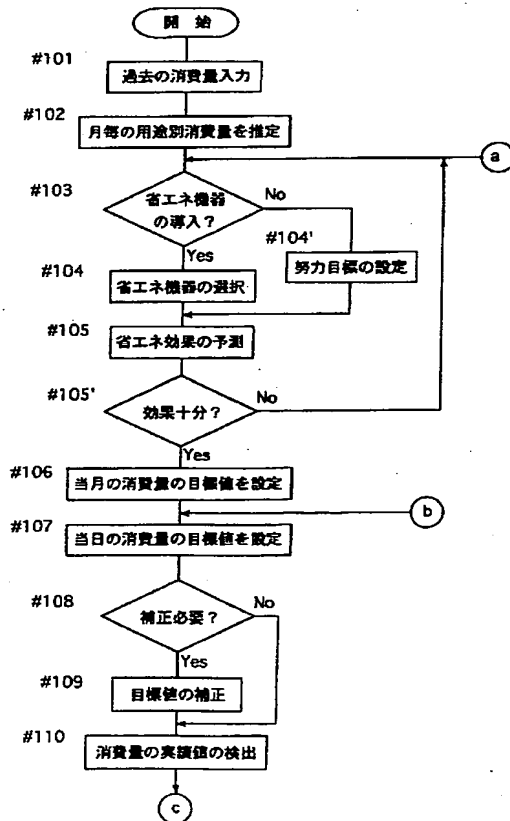 開 始
#101
過去の消費量入力
#102
月毎の用途別消費量を推定
a
#103
省エネ機器
の導入?
No
Yes
#104'
努力目標の設定
#104
省エネ機器の選択
#105
省エネ効果の予測
#105'
効果十分?
No
Yes
#106
当月の消費量の目標値を設定
b
#107
当日の消費量の目標値を設定
#108
補正必要?
No
Yes
#109
目標値の補正
#110
消費量の実績値の検出
c